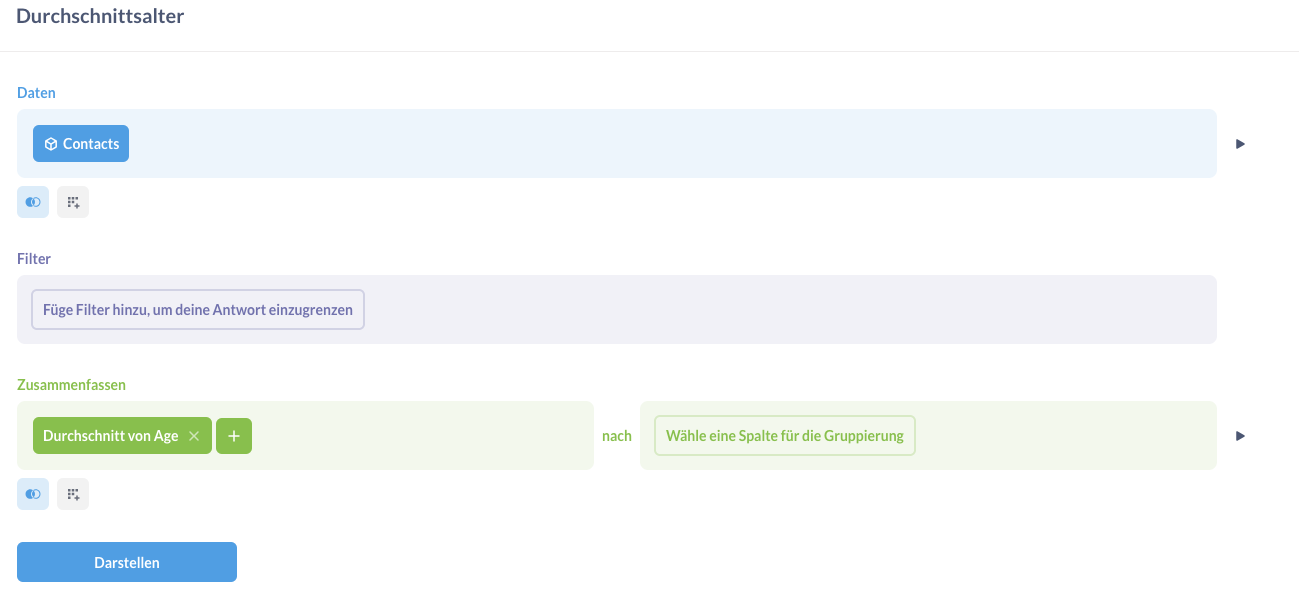 Durchschnittsalter
Daten
Contacts
Filter
Füge Filter hinzu, um deine Antwort einzugrenzen
Zusammenfassen
Durchschnitt von Age
nach
Wähle eine Spalte für die Gruppierung
Darstellen